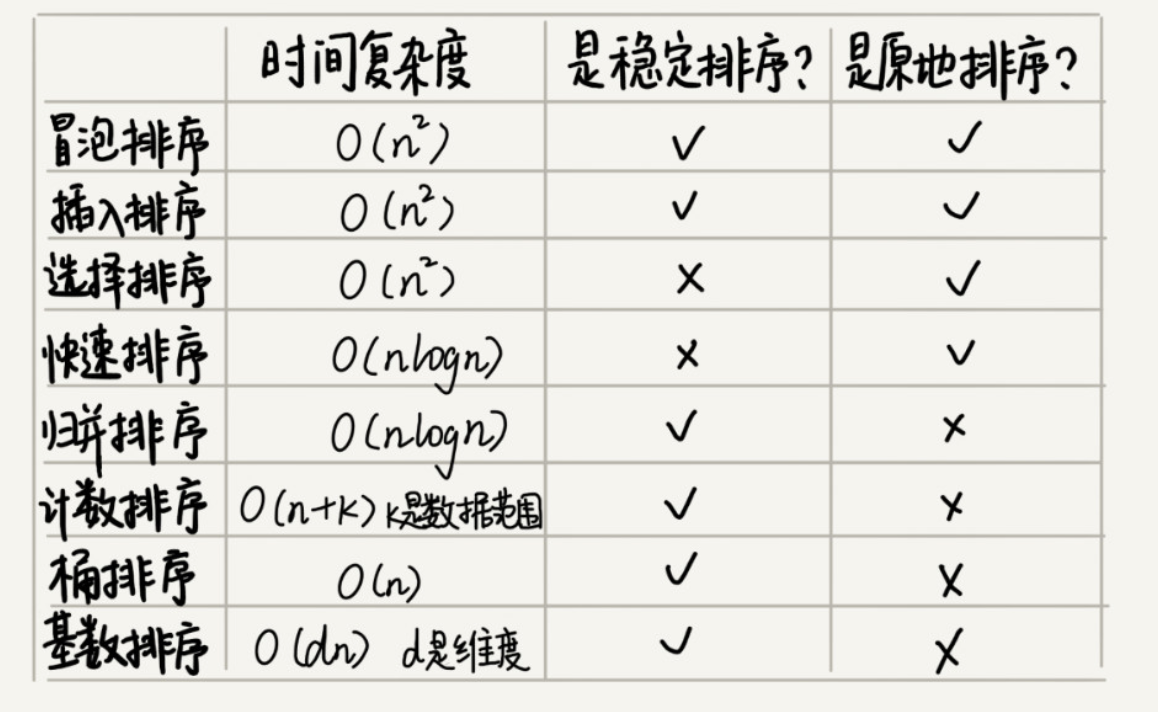 时间复杂度 是稳定排序? 是原地排序?
冒泡排序 O(n²) ✓ ✓
插入排序 O(n²) ✓ ✓
选择排序 O(n²) × ✓
快速排序 O(nlogn) × ✓
归并排序 O(nlogn) ✓ ×
计数排序 O(n+k) k是数据范围 ✓ ×
桶排序 O(n) ✓ ×
基数排序 O(dn) d是维度 ✓ ×